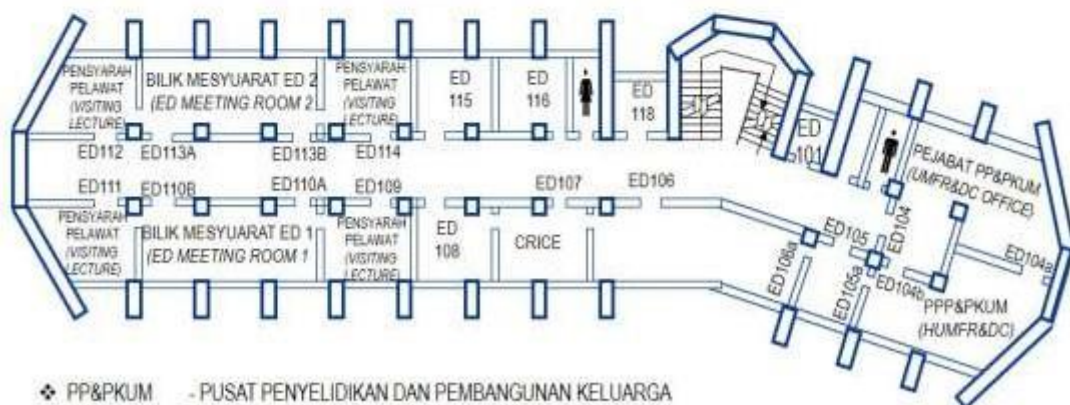 PENSYARAH
PELAWAT
(VISITING
LECTURE)
BILIK MESYUARAT ED 2
(ED MEETING ROOM 2)
PENSYARAH
PELAWAT
(VISITING
LECTURE)
ED
115
ED
116
ED
118
ED
101
PEJABAT PP&PKUM
(UMFR&DC OFFICE)
ED112
ED113A
ED113B
ED114
ED111
ED110B
ED110A
ED109
ED107
ED106
PENSYARAH
PELAWAT
(VISITING
LECTURE)
BILIK MESYUARAT ED 1
(ED MEETING ROOM 1
PENSYARAH
PELAWAT
(VISITING
LECTURE)
ED
108
CRICE
ED106a
ED105
ED104
ED105a
ED104b
ED104a
PPP&PKUM
(HUMFR&DC)
❖ PP&PKUM - PUSAT PENYELIDIKAN DAN PEMBANGUNAN KELUARGA